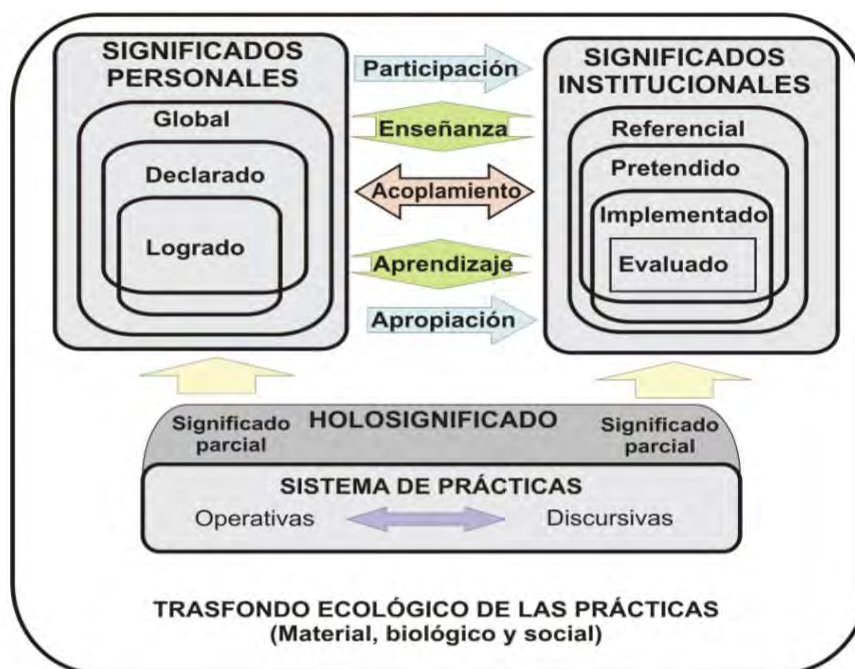 SIGNIFICADOS
PERSONALES
Global
Declarado
Logrado
Participación
Enseñanza
Acoplamiento
Aprendizaje
Apropiación
SIGNIFICADOS
INSTITUCIONALES
Referencial
Pretendido
Implementado
Evaluado
Significado
parcial
HOLOSIGNIFICADO
Significado
parcial
SISTEMA DE PRÁCTICAS
Operativas
Discursivas
TRASFONDO ECOLÓGICO DE LAS PRÁCTICAS
(Material, biológico y social)